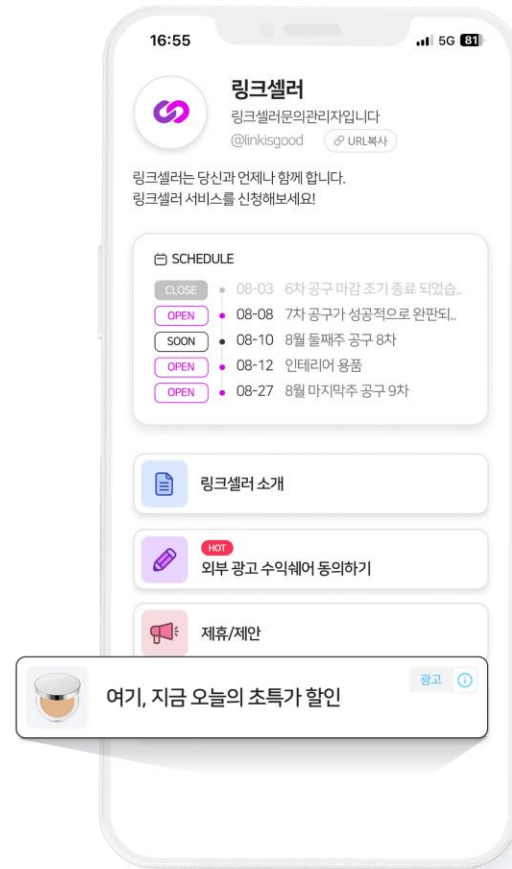 16:55
5G 81
링크셀러
링크셀러문의관리자입니다
@linkisgood URL복사
링크셀러는 당신과 언제나 함께 합니다.
링크셀러 서비스를 신청해보세요!
SCHEDULE
CLOSE 08-03 6차 공구 마감 조기 종료 되었습..
OPEN 08-08 7차 공구가 성공적으로 완판되..
SOON 08-10 8월 둘째주 공구 8차
OPEN 08-12 인테리어 용품
OPEN 08-27 8월 마지막주 공구 9차
링크셀러 소개
HOT
외부 광고 수익쉐어 동의하기
제휴/제안
여기, 지금 오늘의 초특가 할인
광고